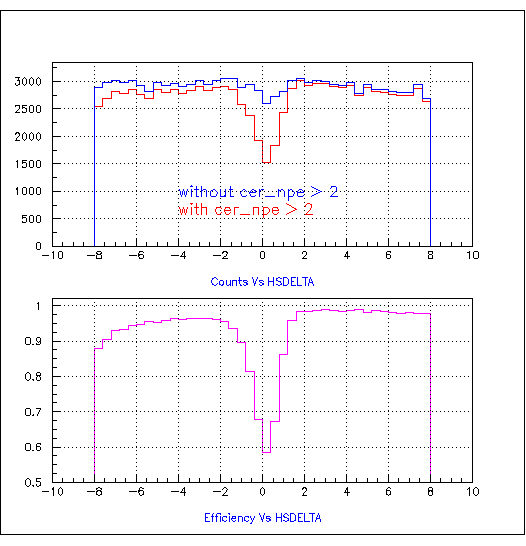 3000
2500
2000
1500
1000
500
0
without cer_npe > 2
with cer_npe > 2
−10 −8 −6 −4 −2 0 2 4 6 8 10
Counts Vs HSDELTA
1
0.9
0.8
0.7
0.6
0.5
−10 −8 −6 −4 −2 0 2 4 6 8 10
Efficiency Vs HSDELTA